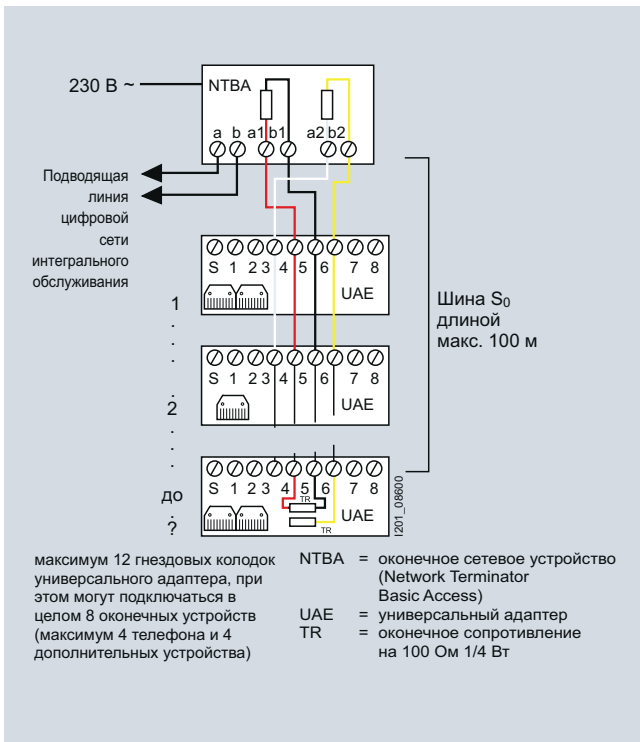 230 В ~
NTBA
a b a1 b1 a2 b2
Подводящая
линия
цифровой
сети
интегрального
обслуживания
S 1 2 3 4 5 6 7 8
UAE
1
.
.
.
Шина S0
длиной
макс. 100 м
S 1 2 3 4 5 6 7 8
UAE
.
2
.
.
.
.
S 1 2 3 4 5 6 7 8
TR
UAE
TR
I201_08600
до
.
?
максимум 12 гнездовых колодок
универсального адаптера, при
этом могут подключаться в
целом 8 оконечных устройств
(максимум 4 телефона и 4
дополнительных устройства)
NTBA = оконечное сетевое устройство
(Network Terminator
Basic Access)
UAE = универсальный адаптер
TR = оконечное сопротивление
на 100 Ом 1/4 Вт